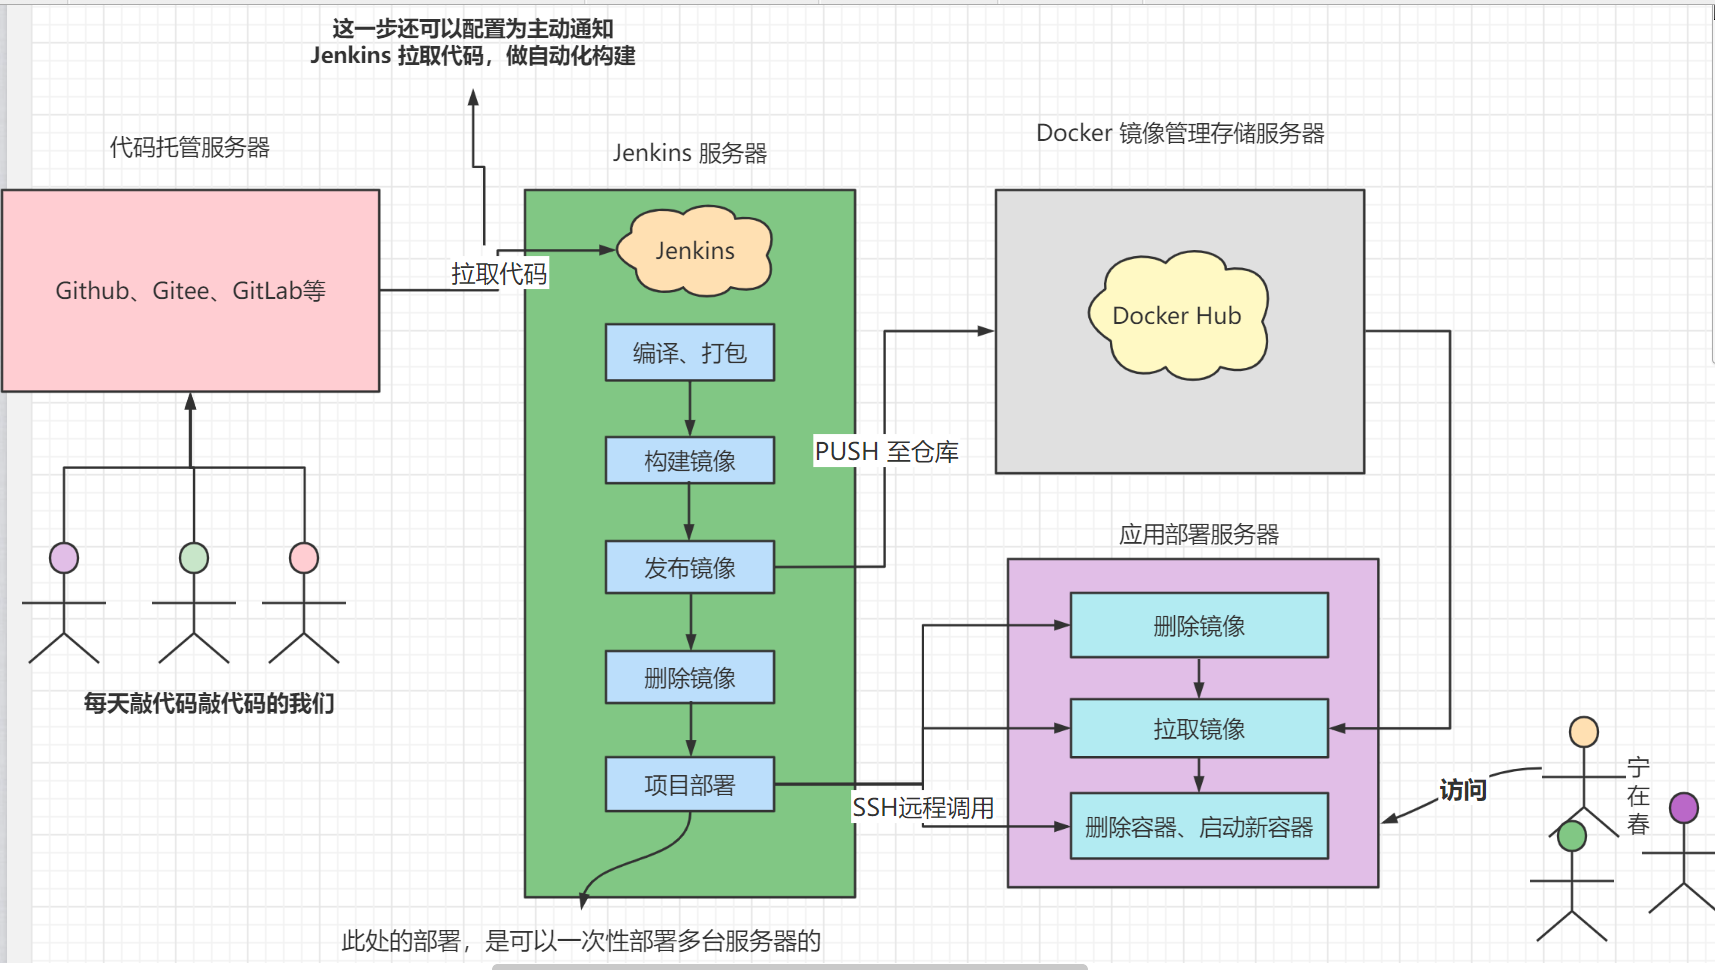 这一步还可以配置为主动通知
Jenkins 拉取代码，做自动化构建
代码托管服务器
Jenkins 服务器
Docker 镜像管理存储服务器
Github、Gitee、GitLab等
拉取代码
Jenkins
Docker Hub
编译、打包
构建镜像
PUSH 至仓库
发布镜像
删除镜像
项目部署
SSH远程调用
应用部署服务器
删除镜像
拉取镜像
删除容器、启动新容器
访问
宁
在
春
每天敲代码敲代码的我们
此处的部署，是可以一次性部署多台服务器的